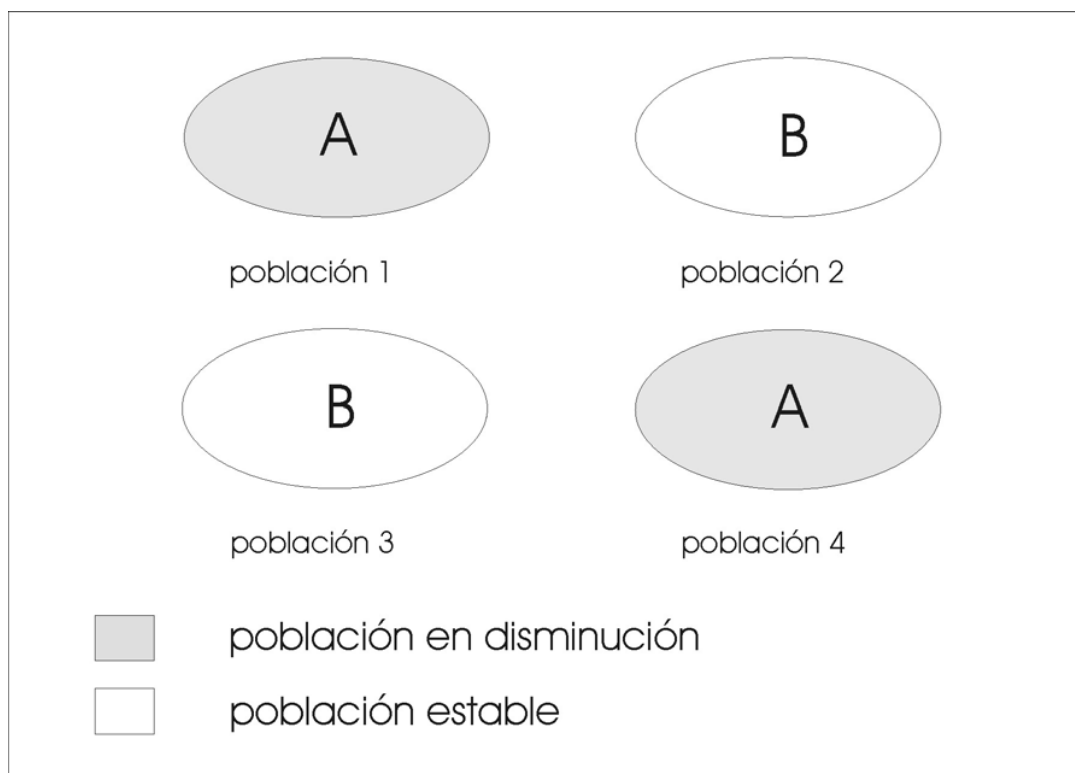 A
B
población 1
población 2
B
A
población 3
población 4
población en disminución
población estable